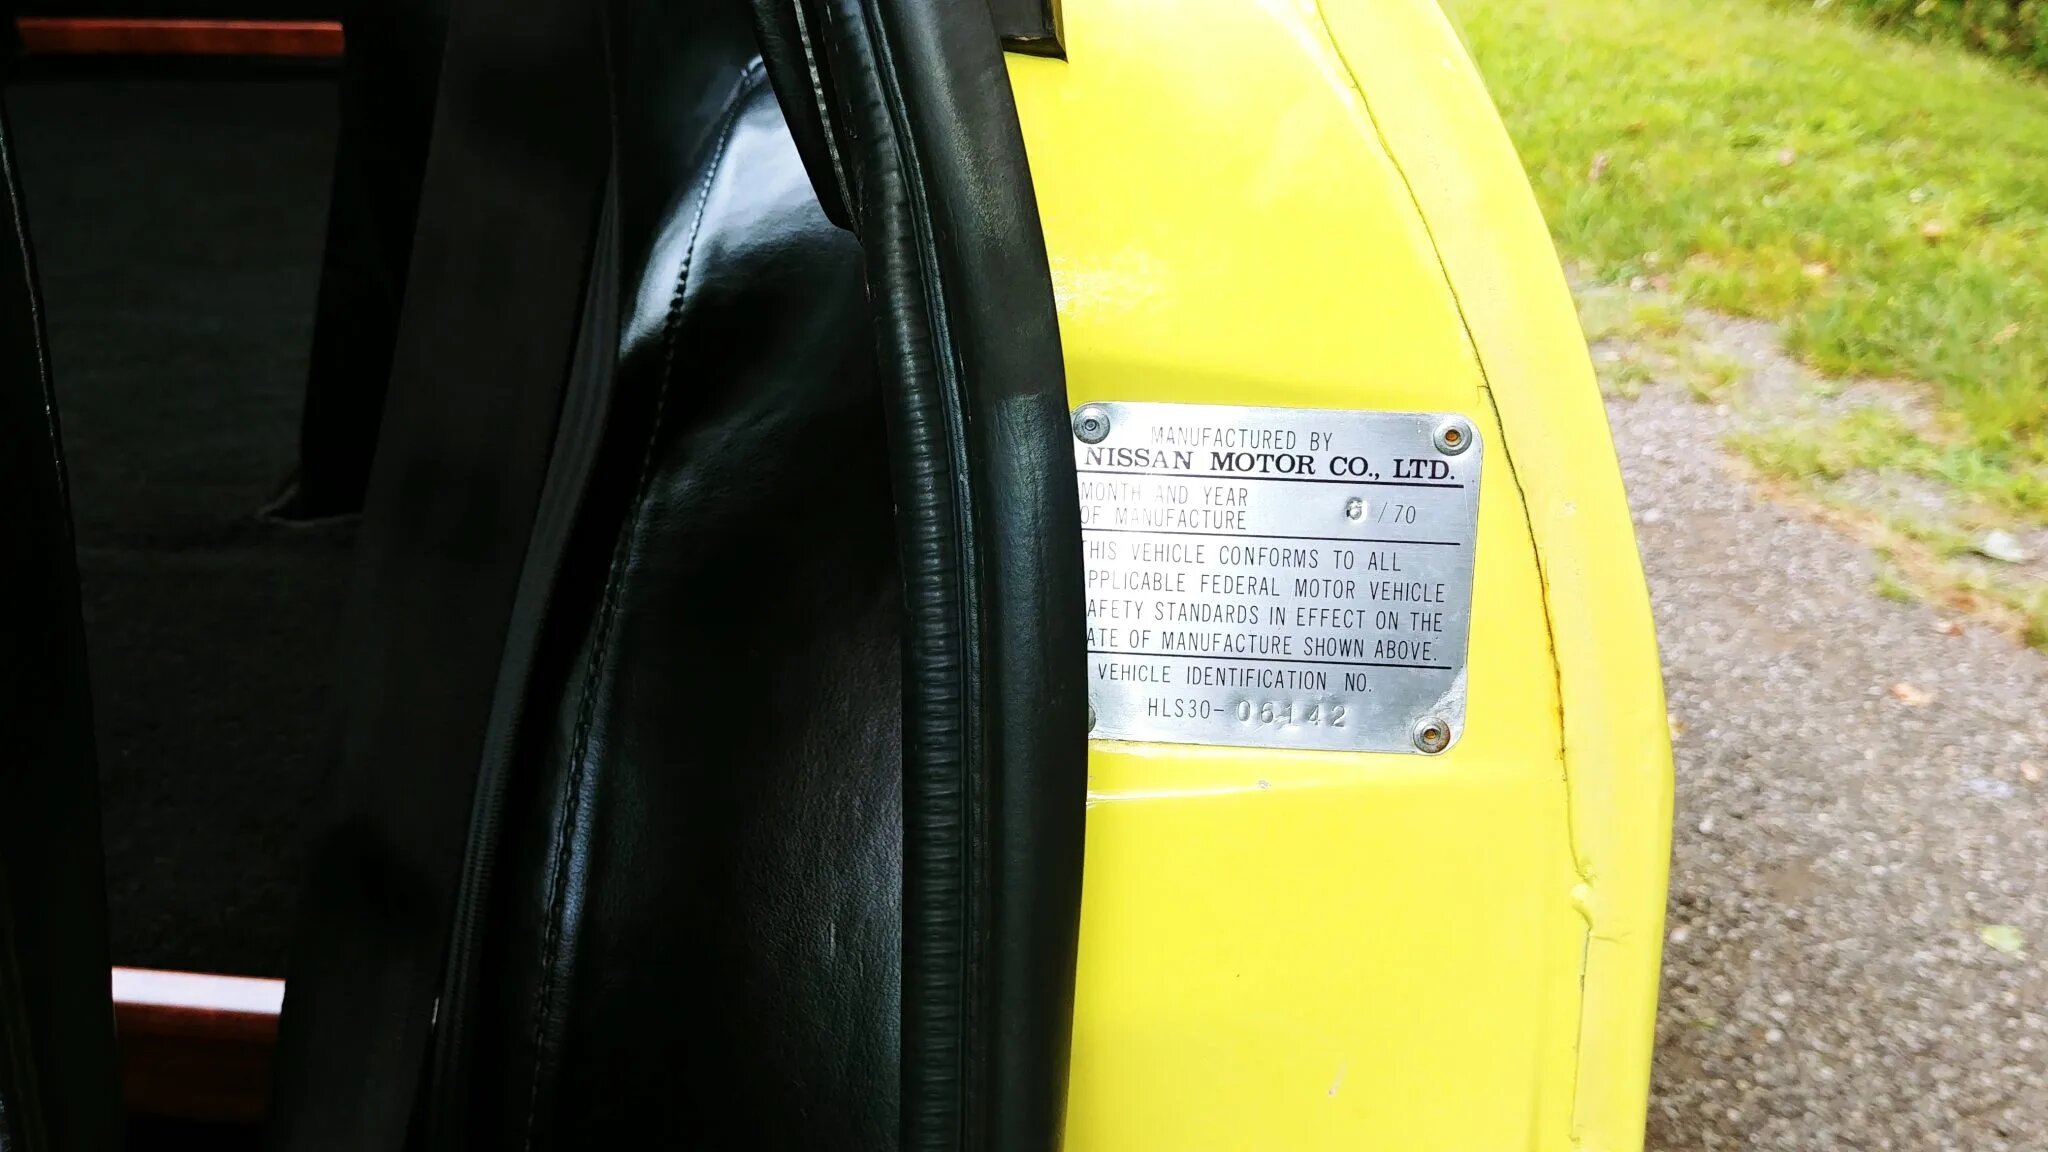 MANUFACTURED BY
NISSAN MOTOR CO., LTD.
MONTH AND YEAR
OF MANUFACTURE
/70
THIS VEHICLE CONFORMS TO ALL
APPLICABLE FEDERAL MOTOR VEHICLE
SAFETY STANDARDS IN EFFECT ON THE
DATE OF MANUFACTURE SHOWN ABOVE.
VEHICLE IDENTIFICATION NO.
HLS30-06142